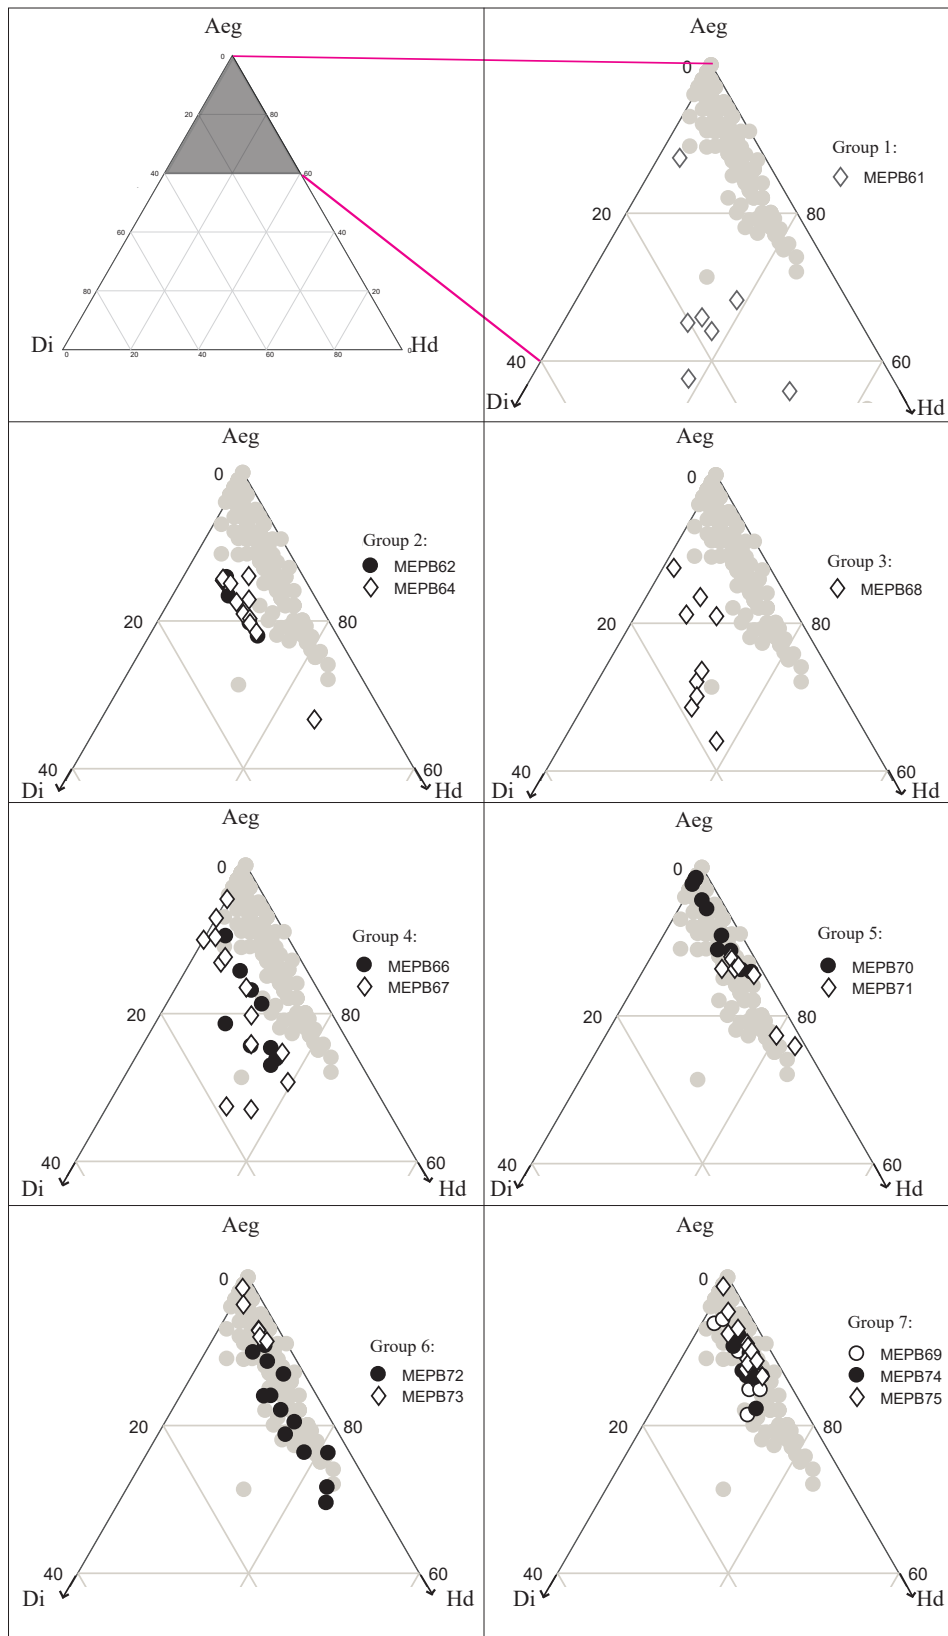 Aeg
0
20
80
40
60
60
40
80
20
Di
0
20
40
60
80
0
Hd
Aeg
0
Group 1:
MEPB61
20
80
40
60
Di
Hd
Aeg
0
Group 2:
MEPB62
MEPB64
20
80
40
60
Di
Hd
Aeg
0
Group 3:
MEPB68
20
80
40
60
Di
Hd
Aeg
0
Group 4:
MEPB66
MEPB67
20
80
40
60
Di
Hd
Aeg
0
Group 5:
MEPB70
MEPB71
20
80
40
60
Di
Hd
Aeg
0
Group 6:
MEPB72
MEPB73
20
80
40
60
Di
Hd
Aeg
0
Group 7:
MEPB69
MEPB74
MEPB75
20
80
40
60
Di
Hd